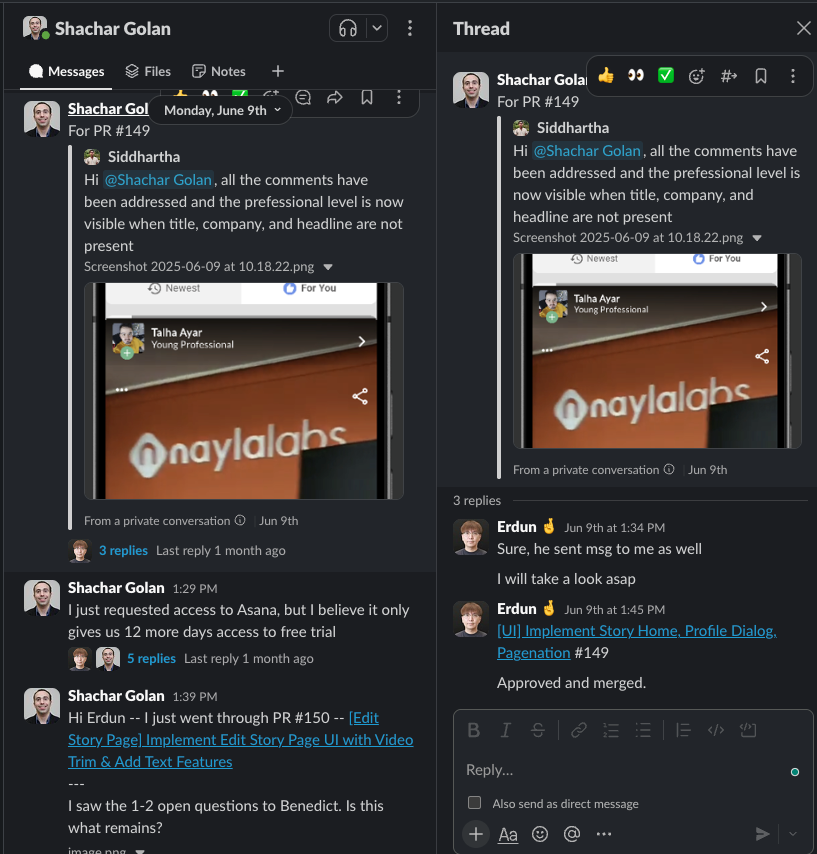 Shachar Golan
Messages
Files
Notes
Monday, June 9th
Shachar Gol
For PR #149
Siddhartha
Hi @Shachar Golan, all the comments have
been addressed and the prefessional level is now
visible when title, company, and headline are not
present
Screenshot 2025-06-09 at 10.18.22.png
Newest
For You
Talha Ayar
Young Professional
naylalabs
From a private conversation
Jun 9th
3 replies Last reply 1 month ago
Shachar Golan 1:29 PM
I just requested access to Asana, but I believe it only
gives us 12 more days access to free trial
5 replies Last reply 1 month ago
Shachar Golan 1:39 PM
Hi Erdun -- I just went through PR #150 -- [Edit
Story Page] Implement Edit Story Page UI with Video
Trim & Add Text Features
---
I saw the 1-2 open questions to Benedict. Is this
what remains?
image.png
Thread
Shachar Gola
For PR #149
Siddhartha
Hi @Shachar Golan, all the comments have
been addressed and the prefessional level is
now visible when title, company, and
headline are not present
Screenshot 2025-06-09 at 10.18.22.png
Newest
For You
Talha Ayar
Young Professional
naylalabs
From a private conversation
Jun 9th
3 replies
Erdun Jun 9th at 1:34 PM
Sure, he sent msg to me as well
I will take a look asap
Erdun Jun 9th at 1:45 PM
[UI] Implement Story Home, Profile Dialog,
Pagenation #149
Approved and merged.
B I S
Reply...
Also send as direct message
Aa